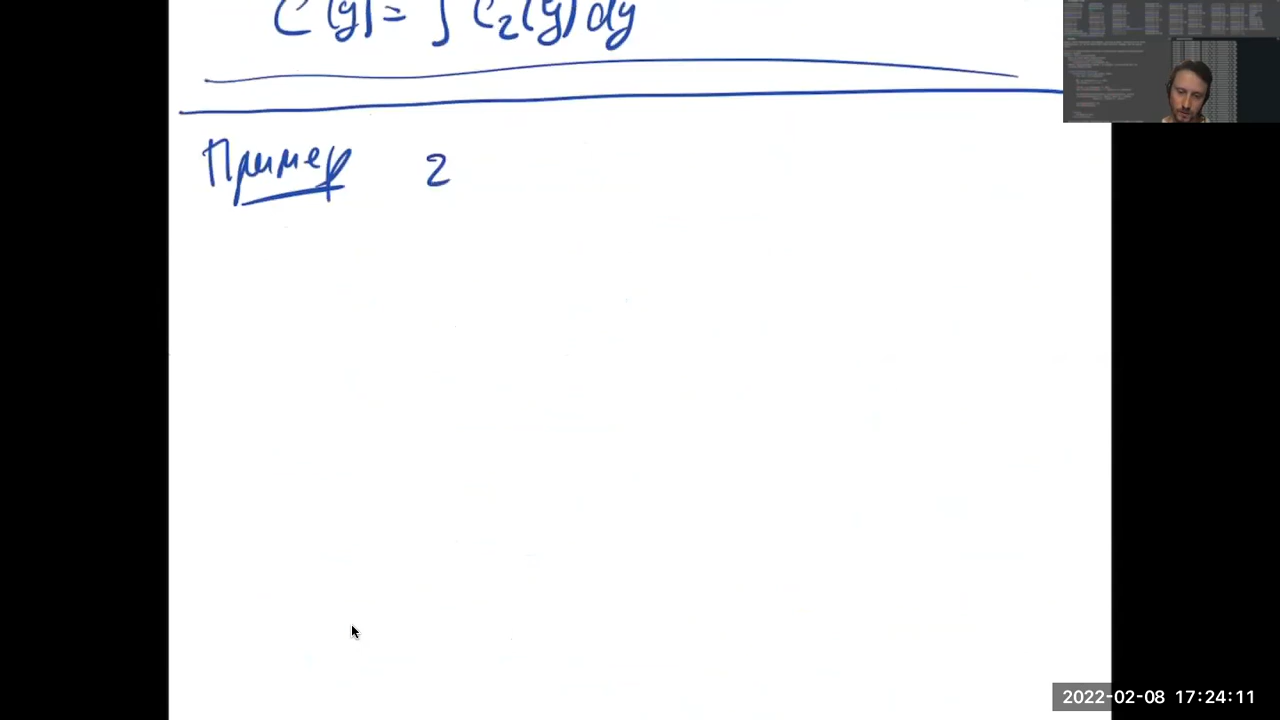 C(y) = ∫ C₂(y) dy
Пример 2
2022-02-08 17:24:11